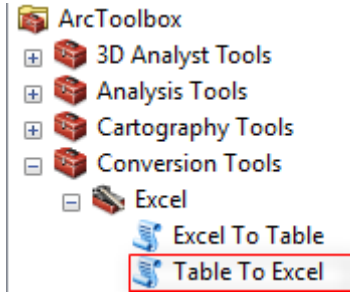 ArcToolbox
3D Analyst Tools
Analysis Tools
Cartography Tools
Conversion Tools
Excel
Excel To Table
Table To Excel